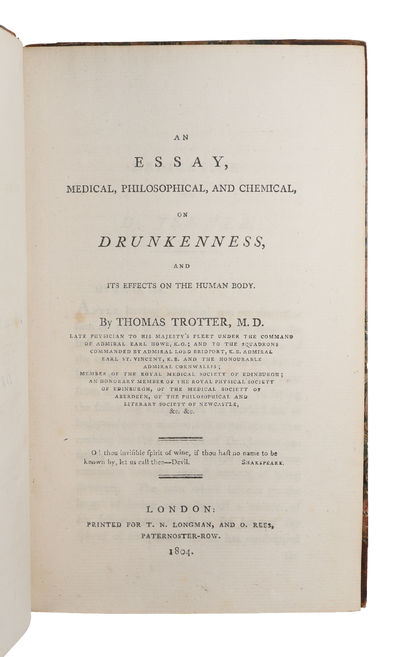 AN
ESSAY,
MEDICAL, PHILOSOPHICAL, AND CHEMICAL,
ON
DRUNKENNESS,
AND
ITS EFFECTS ON THE HUMAN BODY.
By THOMAS TROTTER, M. D.
LATE PHYSICIAN TO HIS MAJESTY'S FLEET UNDER THE COMMAND
OF ADMIRAL EARL HOWE, K.G.; AND TO THE SQUADRONS
COMMANDED BY ADMIRAL LORD BRIDPORT, K.B. ADMIRAL
EARL ST. VINCENT, K.B. AND THE HONOURABLE
ADMIRAL CORNWALLIS;
MEMBER OF THE ROYAL MEDICAL SOCIETY OF EDINBURGH;
AN HONORARY MEMBER OF THE ROYAL PHYSICAL SOCIETY
OF EDINBURGH, OF THE MEDICAL SOCIETY OF
ABERDEEN, OF THE PHILOSOPHICAL AND
LITERARY SOCIETY OF NEWCASTLE,
&c. &c.
O! thou inviſible ſpirit of wine, if thou haſt no name to be
known by, let us call thee—Devil. SHAKSPEARE.
LONDON:
PRINTED FOR T. N. LONGMAN, AND O. REES,
PATERNOSTER-ROW.
1804.